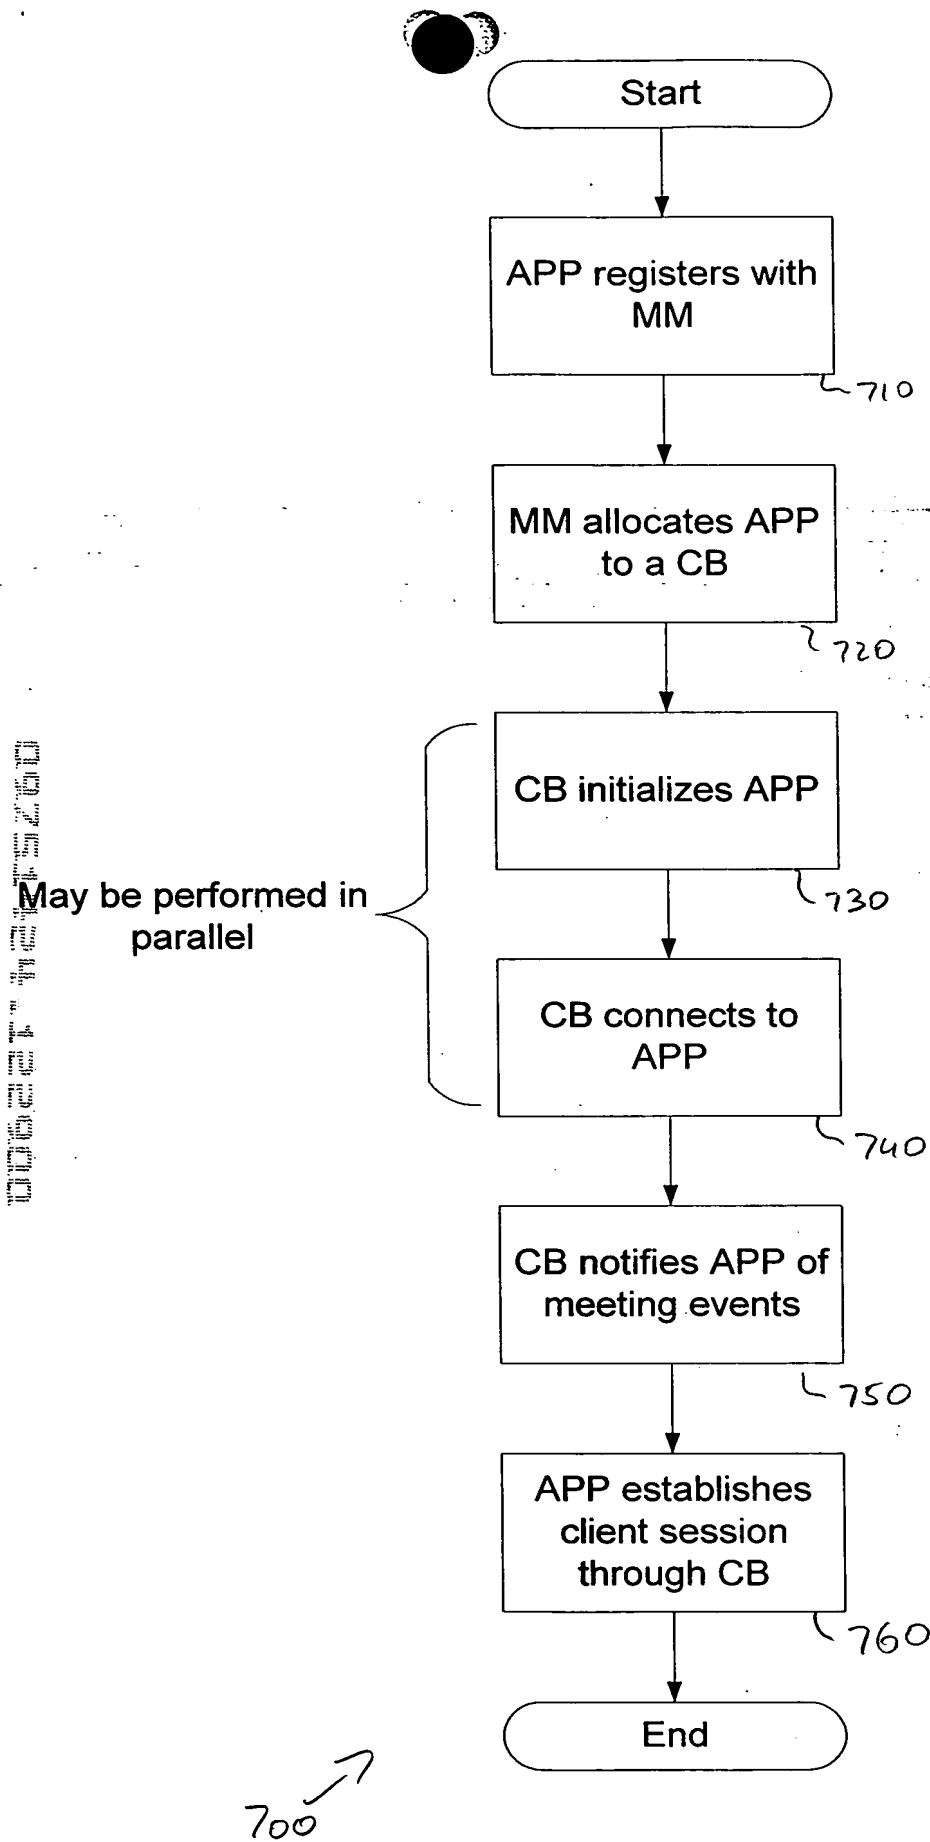 Start
APP registers with
MM
710
MM allocates APP
to a CB
720
CB initializes APP
730
May be performed in
parallel
CB connects to
APP
740
CB notifies APP of
meeting events
750
APP establishes
client session
through CB
760
End
700